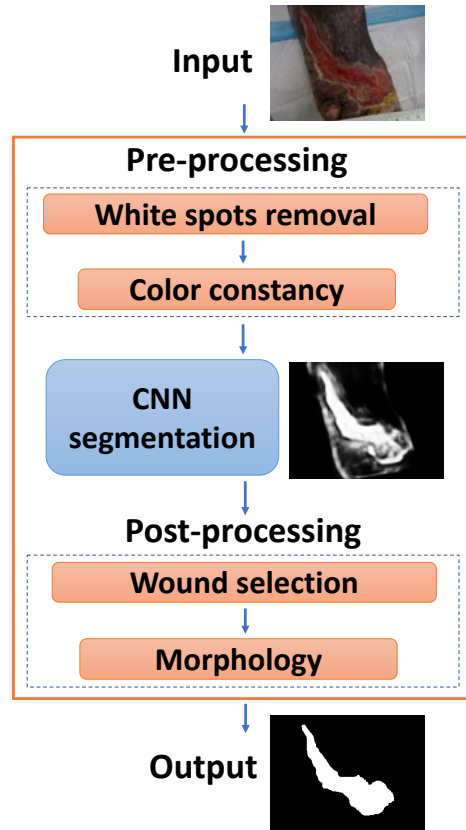 Input
Pre-processing
White spots removal
Color constancy
CNN
segmentation
Post-processing
Wound selection
Morphology
Output